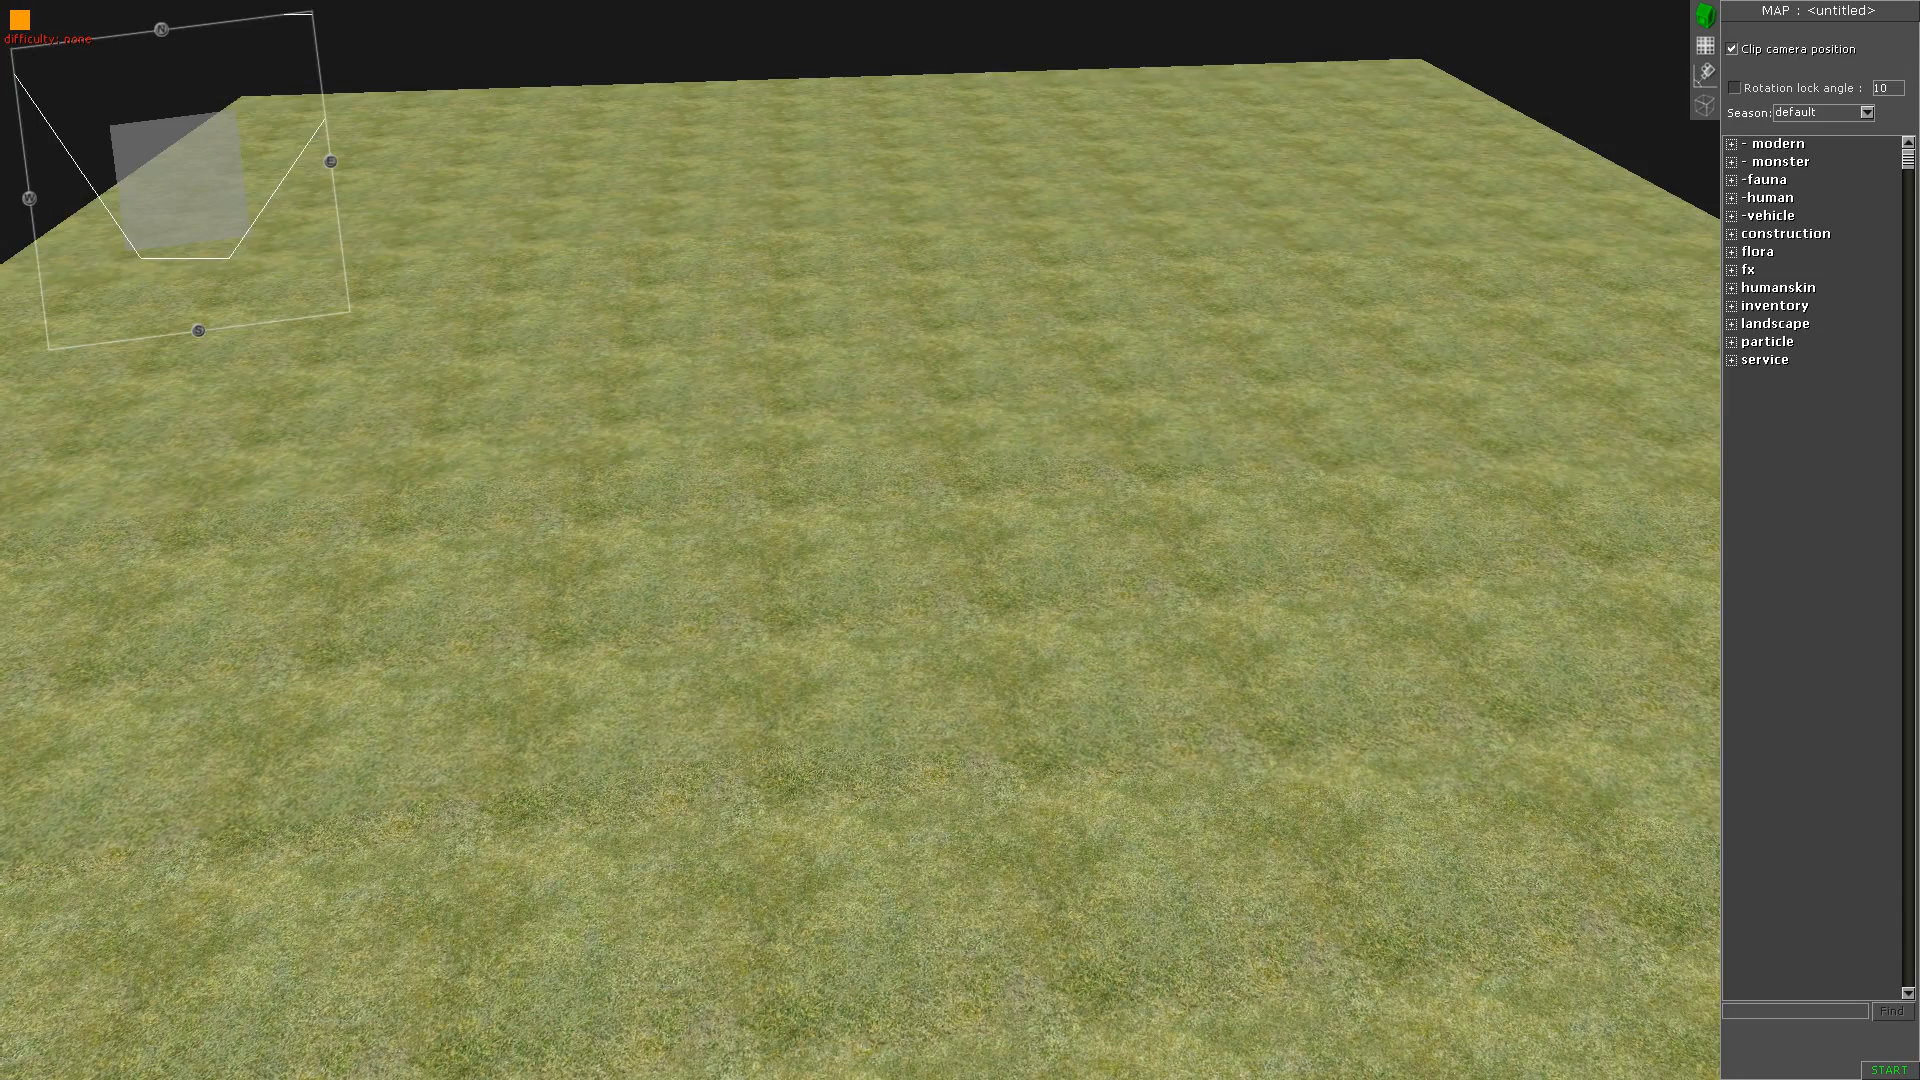 difficulty: none
N
W
E
S
MAP : <untitled>
Clip camera position
Rotation lock angle : 10
Season: default
- modern
- monster
-fauna
-human
-vehicle
construction
flora
fx
humanskin
inventory
landscape
particle
service
Find
START